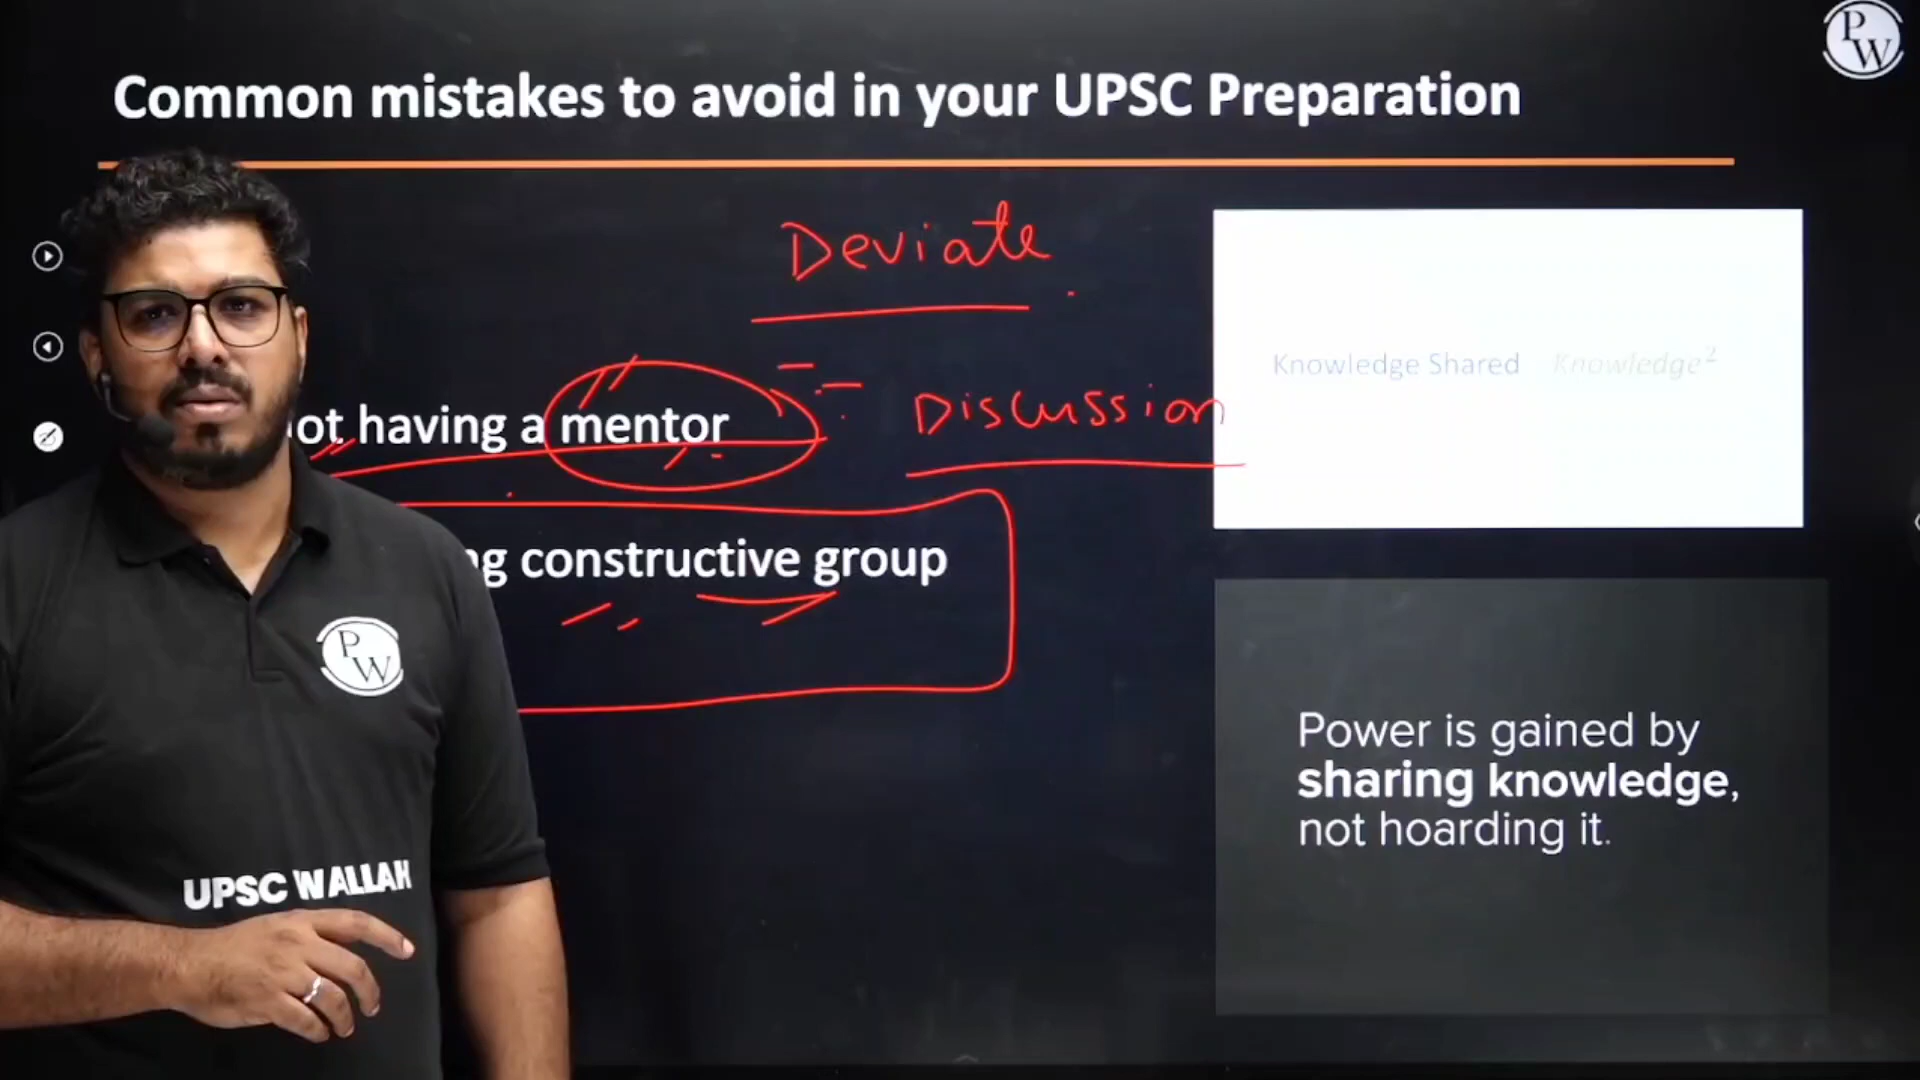 P
W
Common mistakes to avoid in your UPSC Preparation
Deviate
ot having a mentor
Discussion
Knowledge Shared Knowledge²
ng constructive group
P
W
Power is gained by
sharing knowledge,
not hoarding it.
UPSC WALLAH